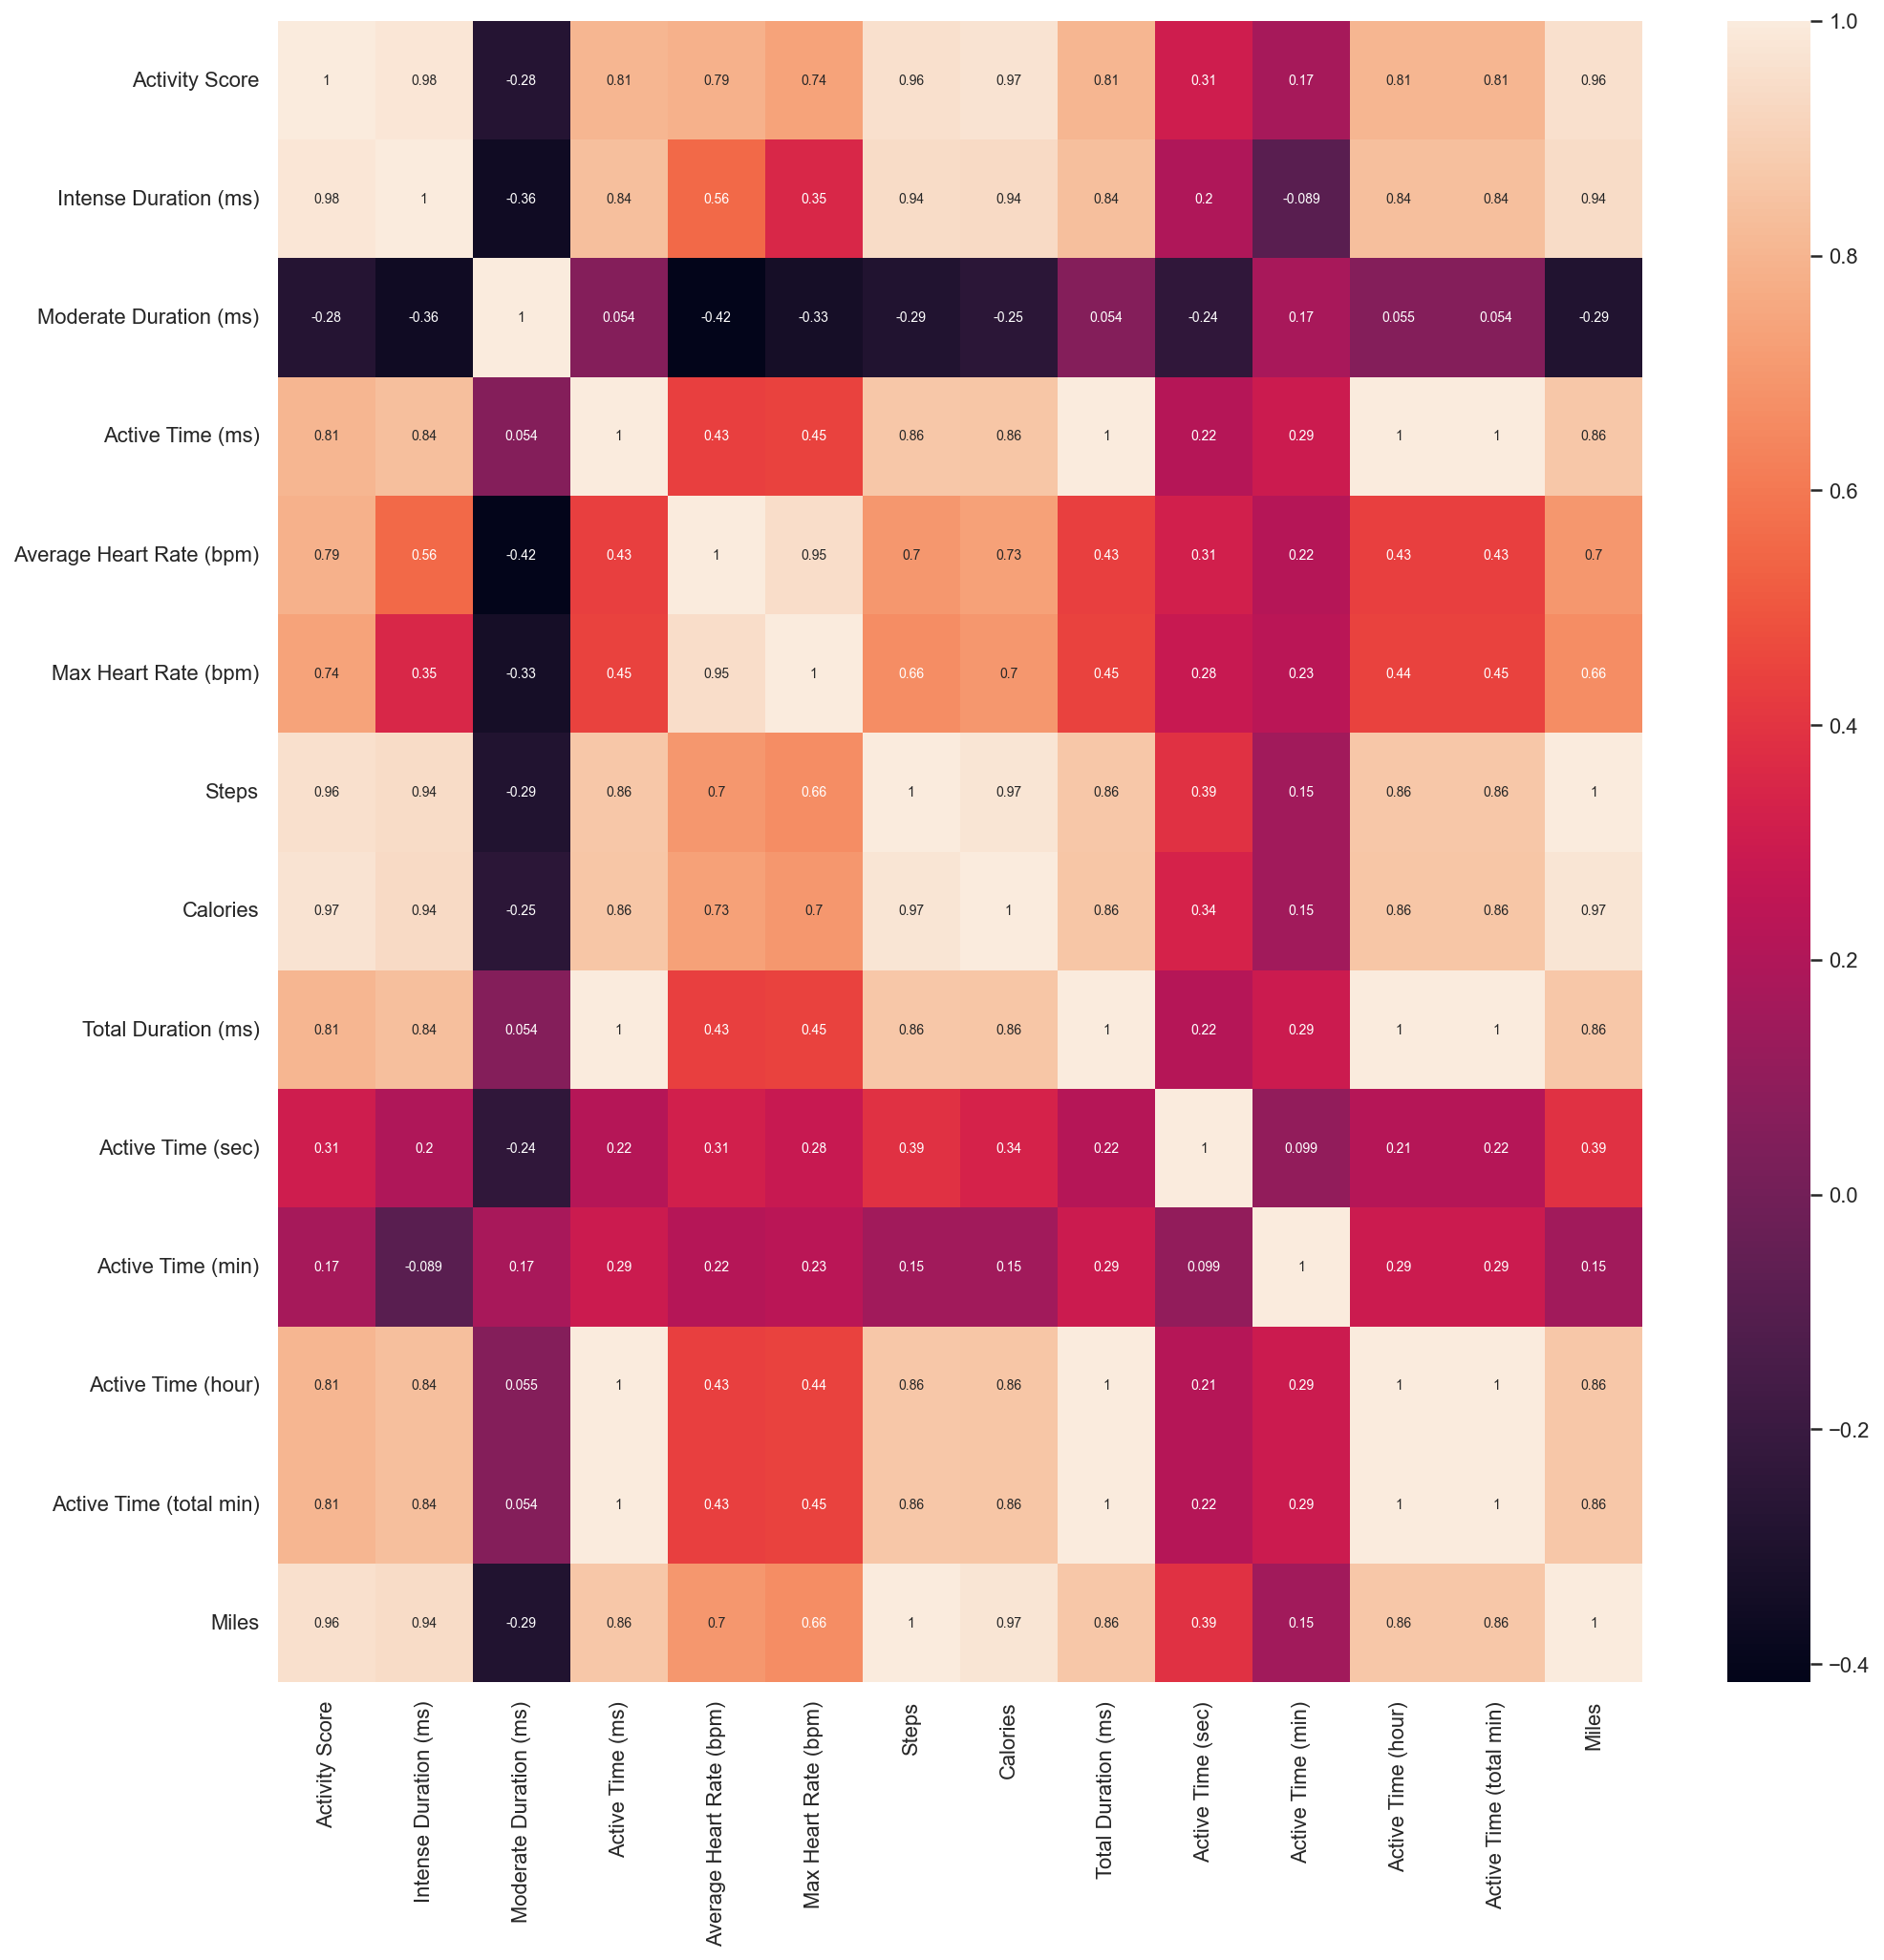 Activity Score 1 0.98 -0.28 0.81 0.79 0.74 0.96 0.97 0.81 0.31 0.17 0.81 0.81 0.96
Intense Duration (ms) 0.98 1 -0.36 0.84 0.56 0.35 0.94 0.94 0.84 0.2 -0.089 0.84 0.84 0.94
Moderate Duration (ms) -0.28 -0.36 1 0.054 -0.42 -0.33 -0.29 -0.25 0.054 -0.24 0.17 0.055 0.054 -0.29
Active Time (ms) 0.81 0.84 0.054 1 0.43 0.45 0.86 0.86 1 0.22 0.29 1 1 0.86
Average Heart Rate (bpm) 0.79 0.56 -0.42 0.43 1 0.95 0.7 0.73 0.43 0.31 0.22 0.43 0.43 0.7
Max Heart Rate (bpm) 0.74 0.35 -0.33 0.45 0.95 1 0.66 0.7 0.45 0.28 0.23 0.44 0.45 0.66
Steps 0.96 0.94 -0.29 0.86 0.7 0.66 1 0.97 0.86 0.39 0.15 0.86 0.86 1
Calories 0.97 0.94 -0.25 0.86 0.73 0.7 0.97 1 0.86 0.34 0.15 0.86 0.86 0.97
Total Duration (ms) 0.81 0.84 0.054 1 0.43 0.45 0.86 0.86 1 0.22 0.29 1 1 0.86
Active Time (sec) 0.31 0.2 -0.24 0.22 0.31 0.28 0.39 0.34 0.22 1 0.099 0.21 0.22 0.39
Active Time (min) 0.17 -0.089 0.17 0.29 0.22 0.23 0.15 0.15 0.29 0.099 1 0.29 0.29 0.15
Active Time (hour) 0.81 0.84 0.055 1 0.43 0.44 0.86 0.86 1 0.21 0.29 1 1 0.86
Active Time (total min) 0.81 0.84 0.054 1 0.43 0.45 0.86 0.86 1 0.22 0.29 1 1 0.86
Miles 0.96 0.94 -0.29 0.86 0.7 0.66 1 0.97 0.86 0.39 0.15 0.86 0.86 1
Activity Score
Intense Duration (ms)
Moderate Duration (ms)
Active Time (ms)
Average Heart Rate (bpm)
Max Heart Rate (bpm)
Steps
Calories
Total Duration (ms)
Active Time (sec)
Active Time (min)
Active Time (hour)
Active Time (total min)
Miles
1.0
0.8
0.6
0.4
0.2
0.0
−0.2
−0.4